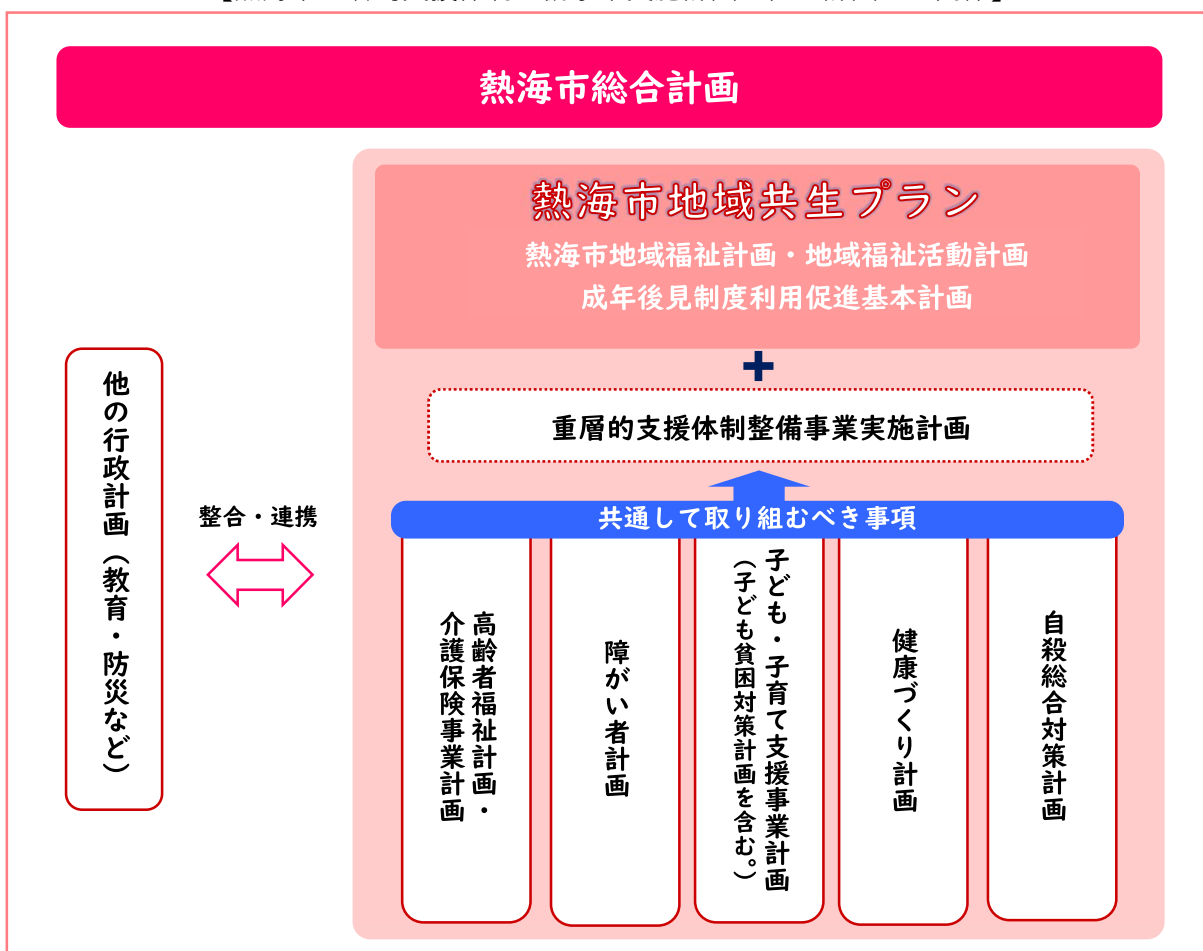 熱海市総合計画
熱海市地域共生プラン
熱海市地域福祉計画・地域福祉活動計画
成年後見制度利用促進基本計画
+
重層的支援体制整備事業実施計画
共通して取り組むべき事項
他の行政計画（教育・防災など）
整合・連携
高齢者福祉計画・
介護保険事業計画
障がい者計画
子ども・子育て支援事業計画
（子ども貧困対策計画を含む。）
健康づくり計画
自殺総合対策計画